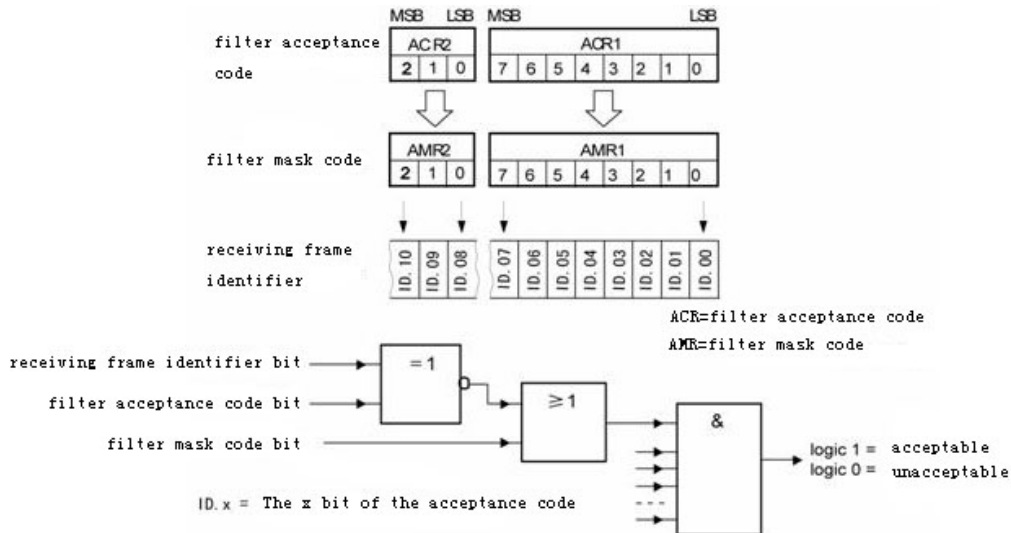 MSB LSB MSB LSB
filter acceptance code
ACR2 ACR1
2 1 0 7 6 5 4 3 2 1 0
filter mask code
AMR2 AMR1
2 1 0 7 6 5 4 3 2 1 0
receiving frame identifier
ID.10 ID.09 ID.08 ID.07 ID.06 ID.05 ID.04 ID.03 ID.02 ID.01 ID.00
ACR=filter acceptance code
AMR=filter mask code
receiving frame identifier bit
filter acceptance code bit
filter mask code bit
=1
≥1
&
logic 1 = acceptable
logic 0 = unacceptable
ID.x = The x bit of the acceptance code